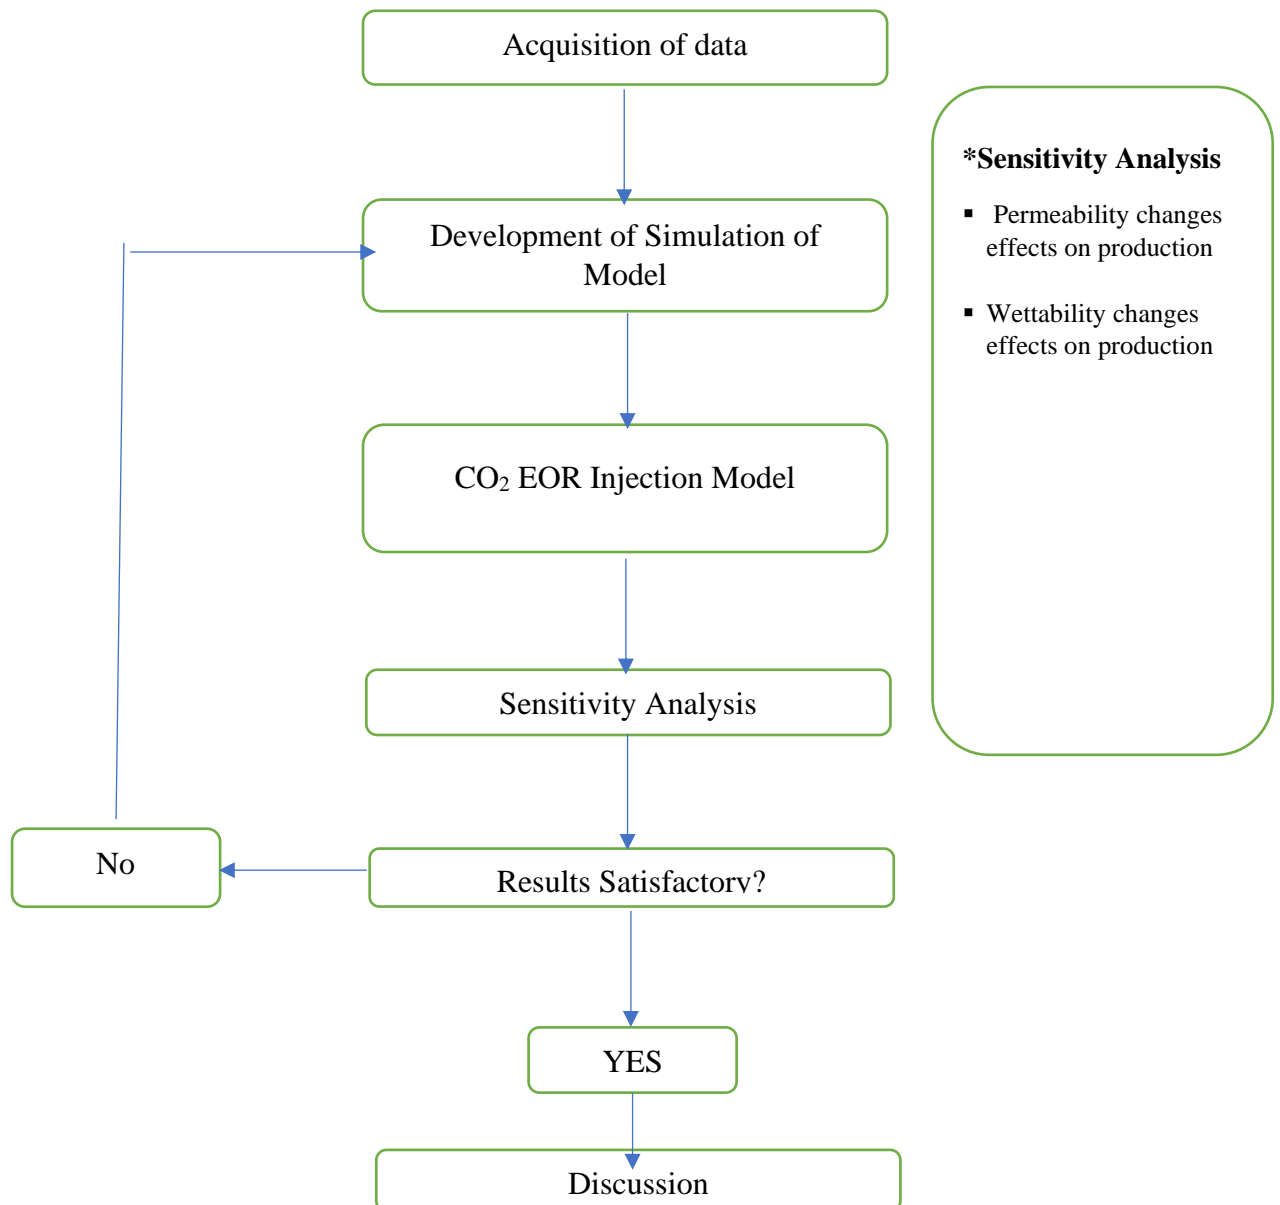 Acquisition of data
Development of Simulation of
Model
CO₂ EOR Injection Model
Sensitivity Analysis
Results Satisfactory?
No
YES
Discussion
*Sensitivity Analysis
▪ Permeability changes
effects on production
▪ Wettability changes
effects on production